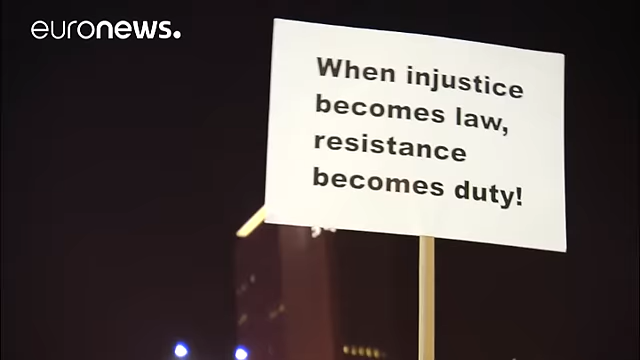 euronews.
When injustice
becomes law,
resistance
becomes duty!